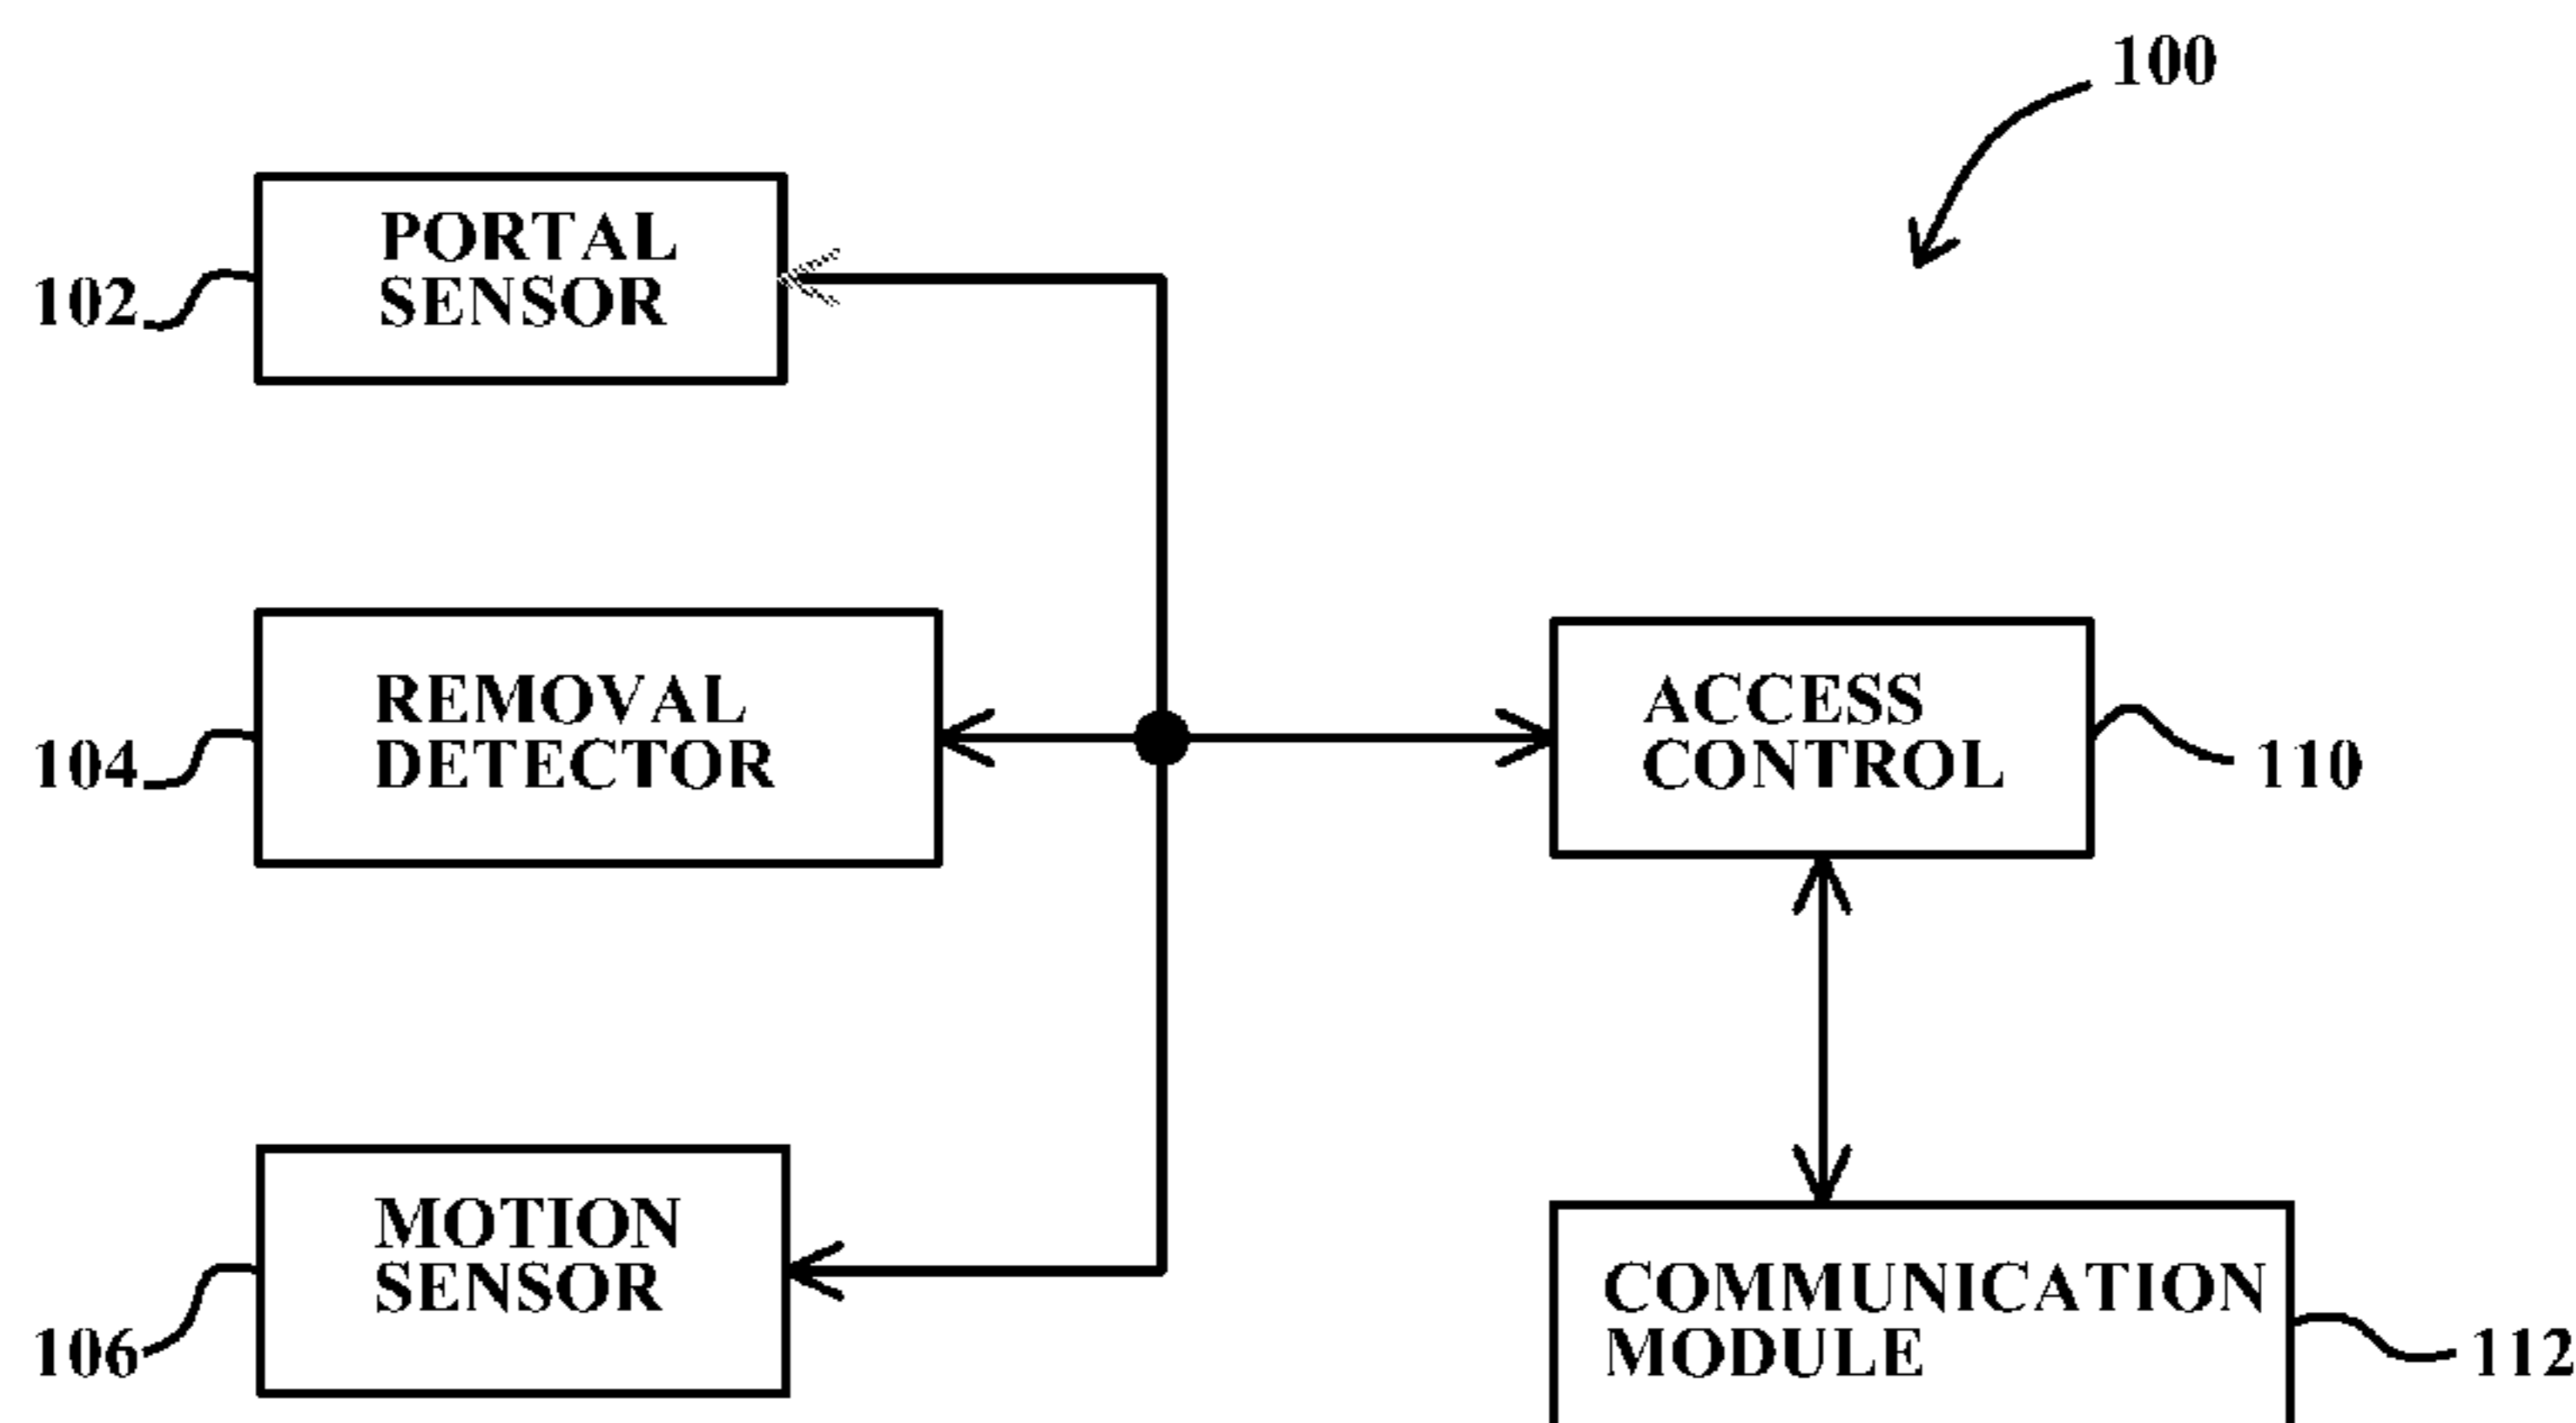 100
PORTAL
SENSOR
102
REMOVAL
DETECTOR
104
ACCESS
CONTROL
110
MOTION
SENSOR
106
COMMUNICATION
MODULE
112